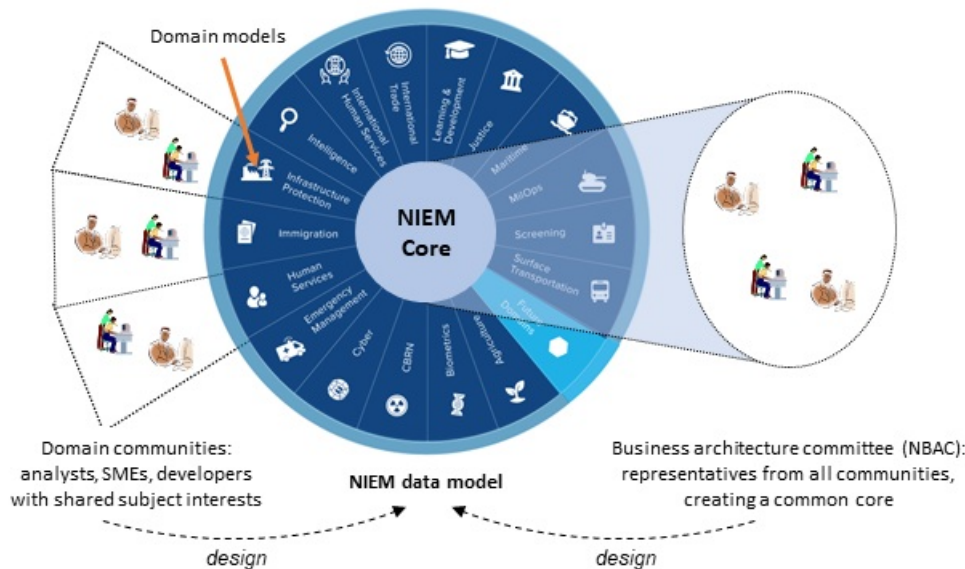 Domain models
International
Human Services
International
Trade
Learning &
Development
Justice
Maritime
MilOps
Screening
Surface
Transportation
Future
Domains
Agriculture
Biometrics
CBRN
Cyber
Emergency
Management
Human
Services
Immigration
Infrastructure
Protection
Intelligence
NIEM
Core
Domain communities:
analysts, SMEs, developers
with shared subject interests
NIEM data model
Business architecture committee (NBAC):
representatives from all communities,
creating a common core
design
design